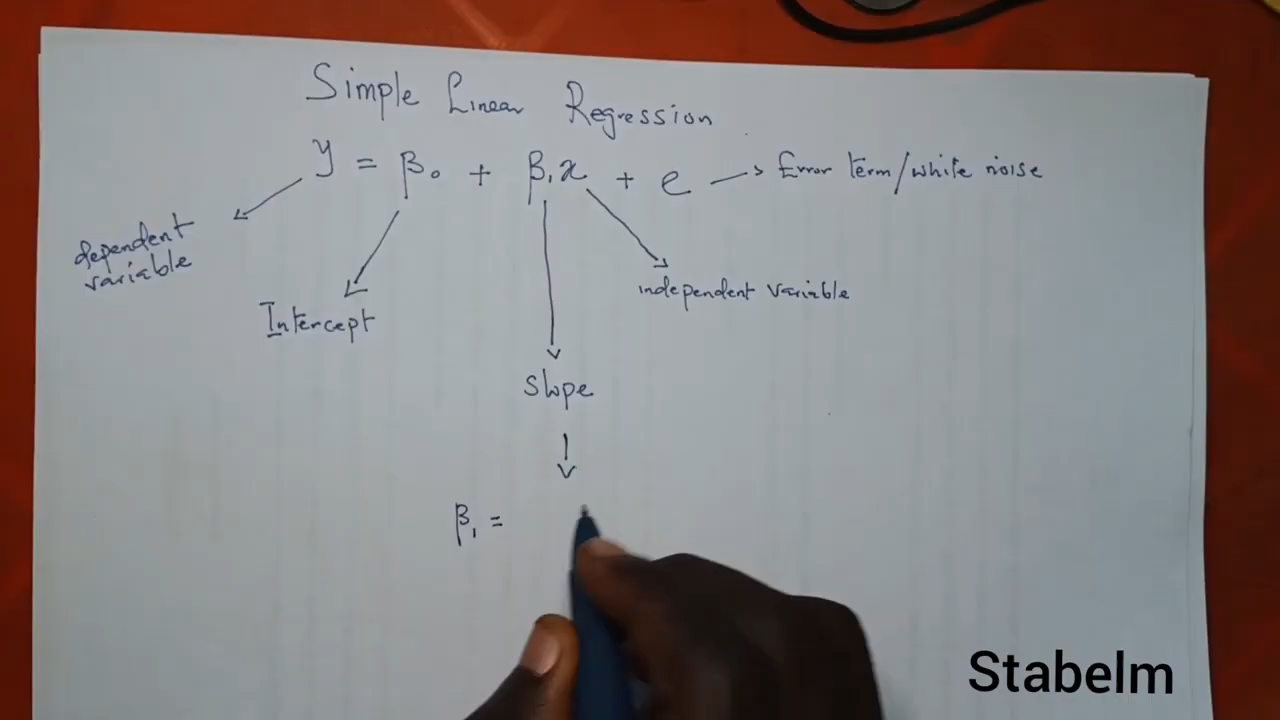 Simple Linear Regression
y = β₀ + β₁x + e → Error term/white noise
dependent
variable
Intercept
independent variable
Slope
β₁ =
Stabelm